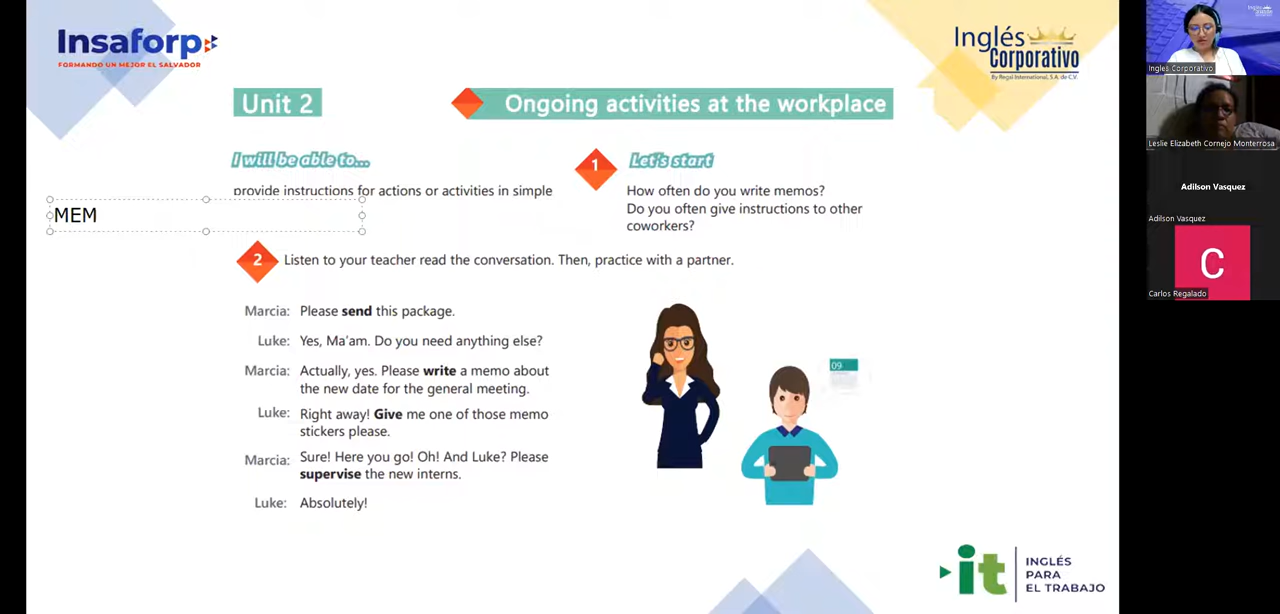 Insaforp
FORMANDO UN MEJOR EL SALVADOR
Inglés
Corporativo
By Regal International, S.A. de C.V.
Unit 2
Ongoing activities at the workplace
I will be able to...
provide instructions for actions or activities in simple
MEM
1
Let's start
How often do you write memos?
Do you often give instructions to other
coworkers?
2
Listen to your teacher read the conversation. Then, practice with a partner.
Marcia: Please send this package.
Luke: Yes, Ma'am. Do you need anything else?
Marcia: Actually, yes. Please write a memo about
the new date for the general meeting.
Luke: Right away! Give me one of those memo
stickers please.
Marcia: Sure! Here you go! Oh! And Luke? Please
supervise the new interns.
Luke: Absolutely!
09
it
INGLÉS
PARA
EL TRABAJO
Ingles Corporativo
Leslie Elizabeth Cornejo Monterrosa
Adilson Vasquez
Adilson Vasquez
C
Carlos Regalado